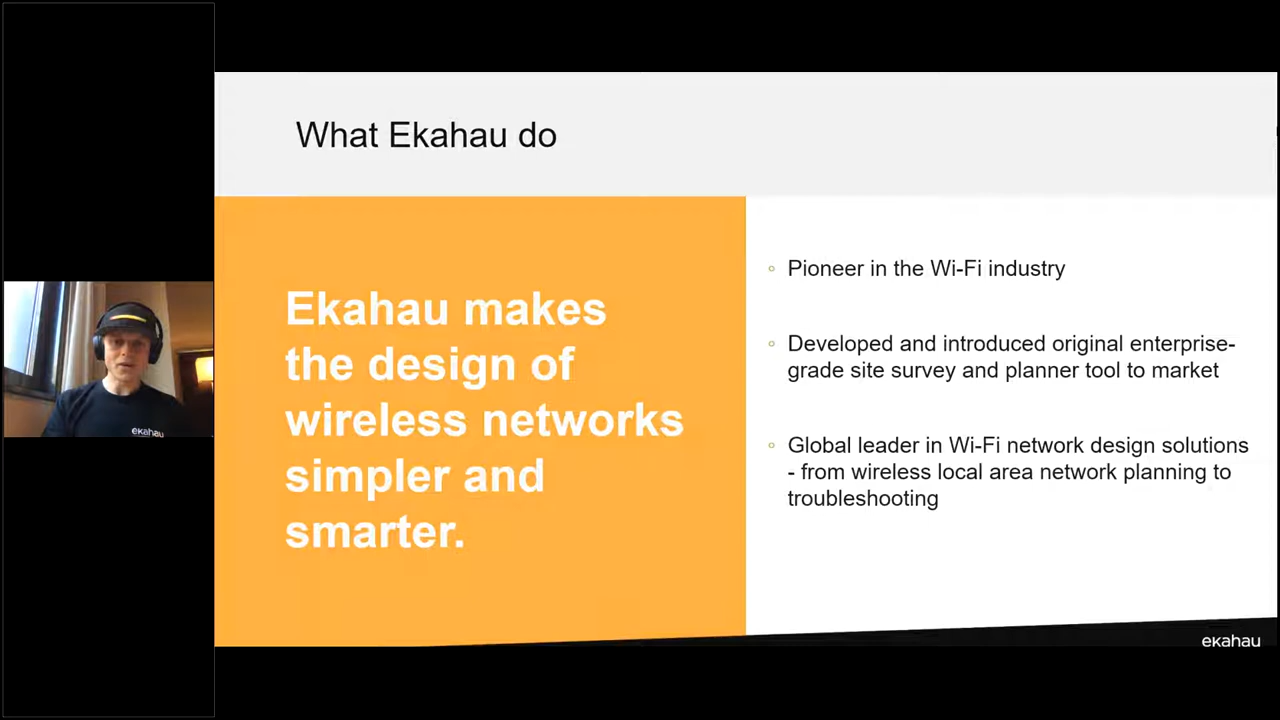 What Ekahau do
Ekahau makes
the design of
wireless networks
simpler and
smarter.
Pioneer in the Wi-Fi industry
Developed and introduced original enterprise-
grade site survey and planner tool to market
Global leader in Wi-Fi network design solutions
- from wireless local area network planning to
troubleshooting
ekahau
ekahau